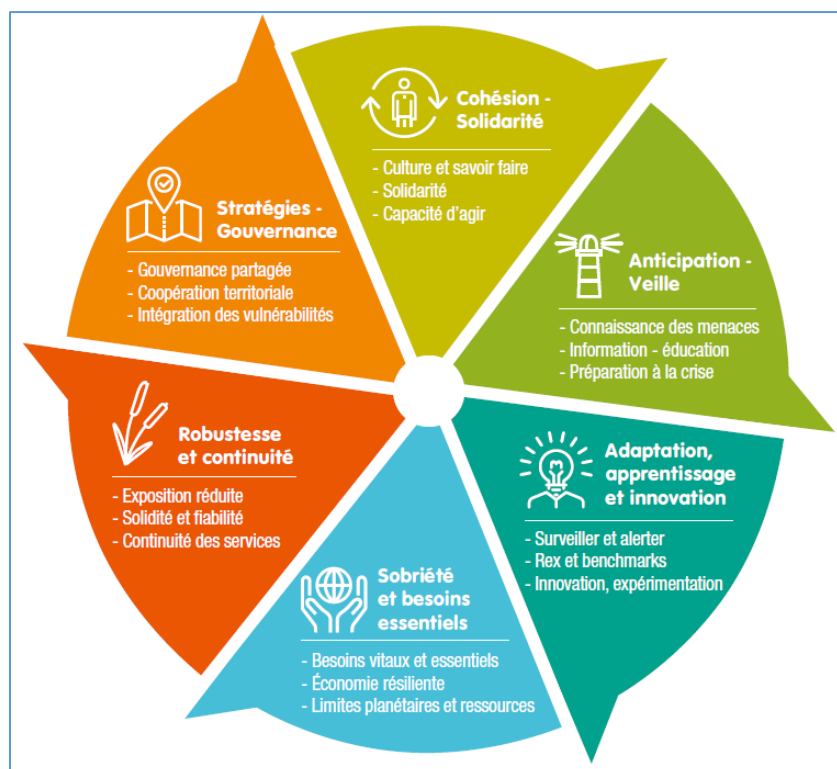 Cohésion -
Solidarité
- Culture et savoir faire
- Solidarité
- Capacité d'agir
Anticipation -
Veille
- Connaissance des menaces
- Information - éducation
- Préparation à la crise
Adaptation,
apprentissage
et innovation
- Surveiller et alerter
- Rex et benchmarks
- Innovation, expérimentation
Sobriété
et besoins
essentiels
- Besoins vitaux et essentiels
- Économie résiliente
- Limites planétaires et ressources
Robustesse
et continuité
- Exposition réduite
- Solidité et fiabilité
- Continuité des services
Stratégies -
Gouvernance
- Gouvernance partagée
- Coopération territoriale
- Intégration des vulnérabilités